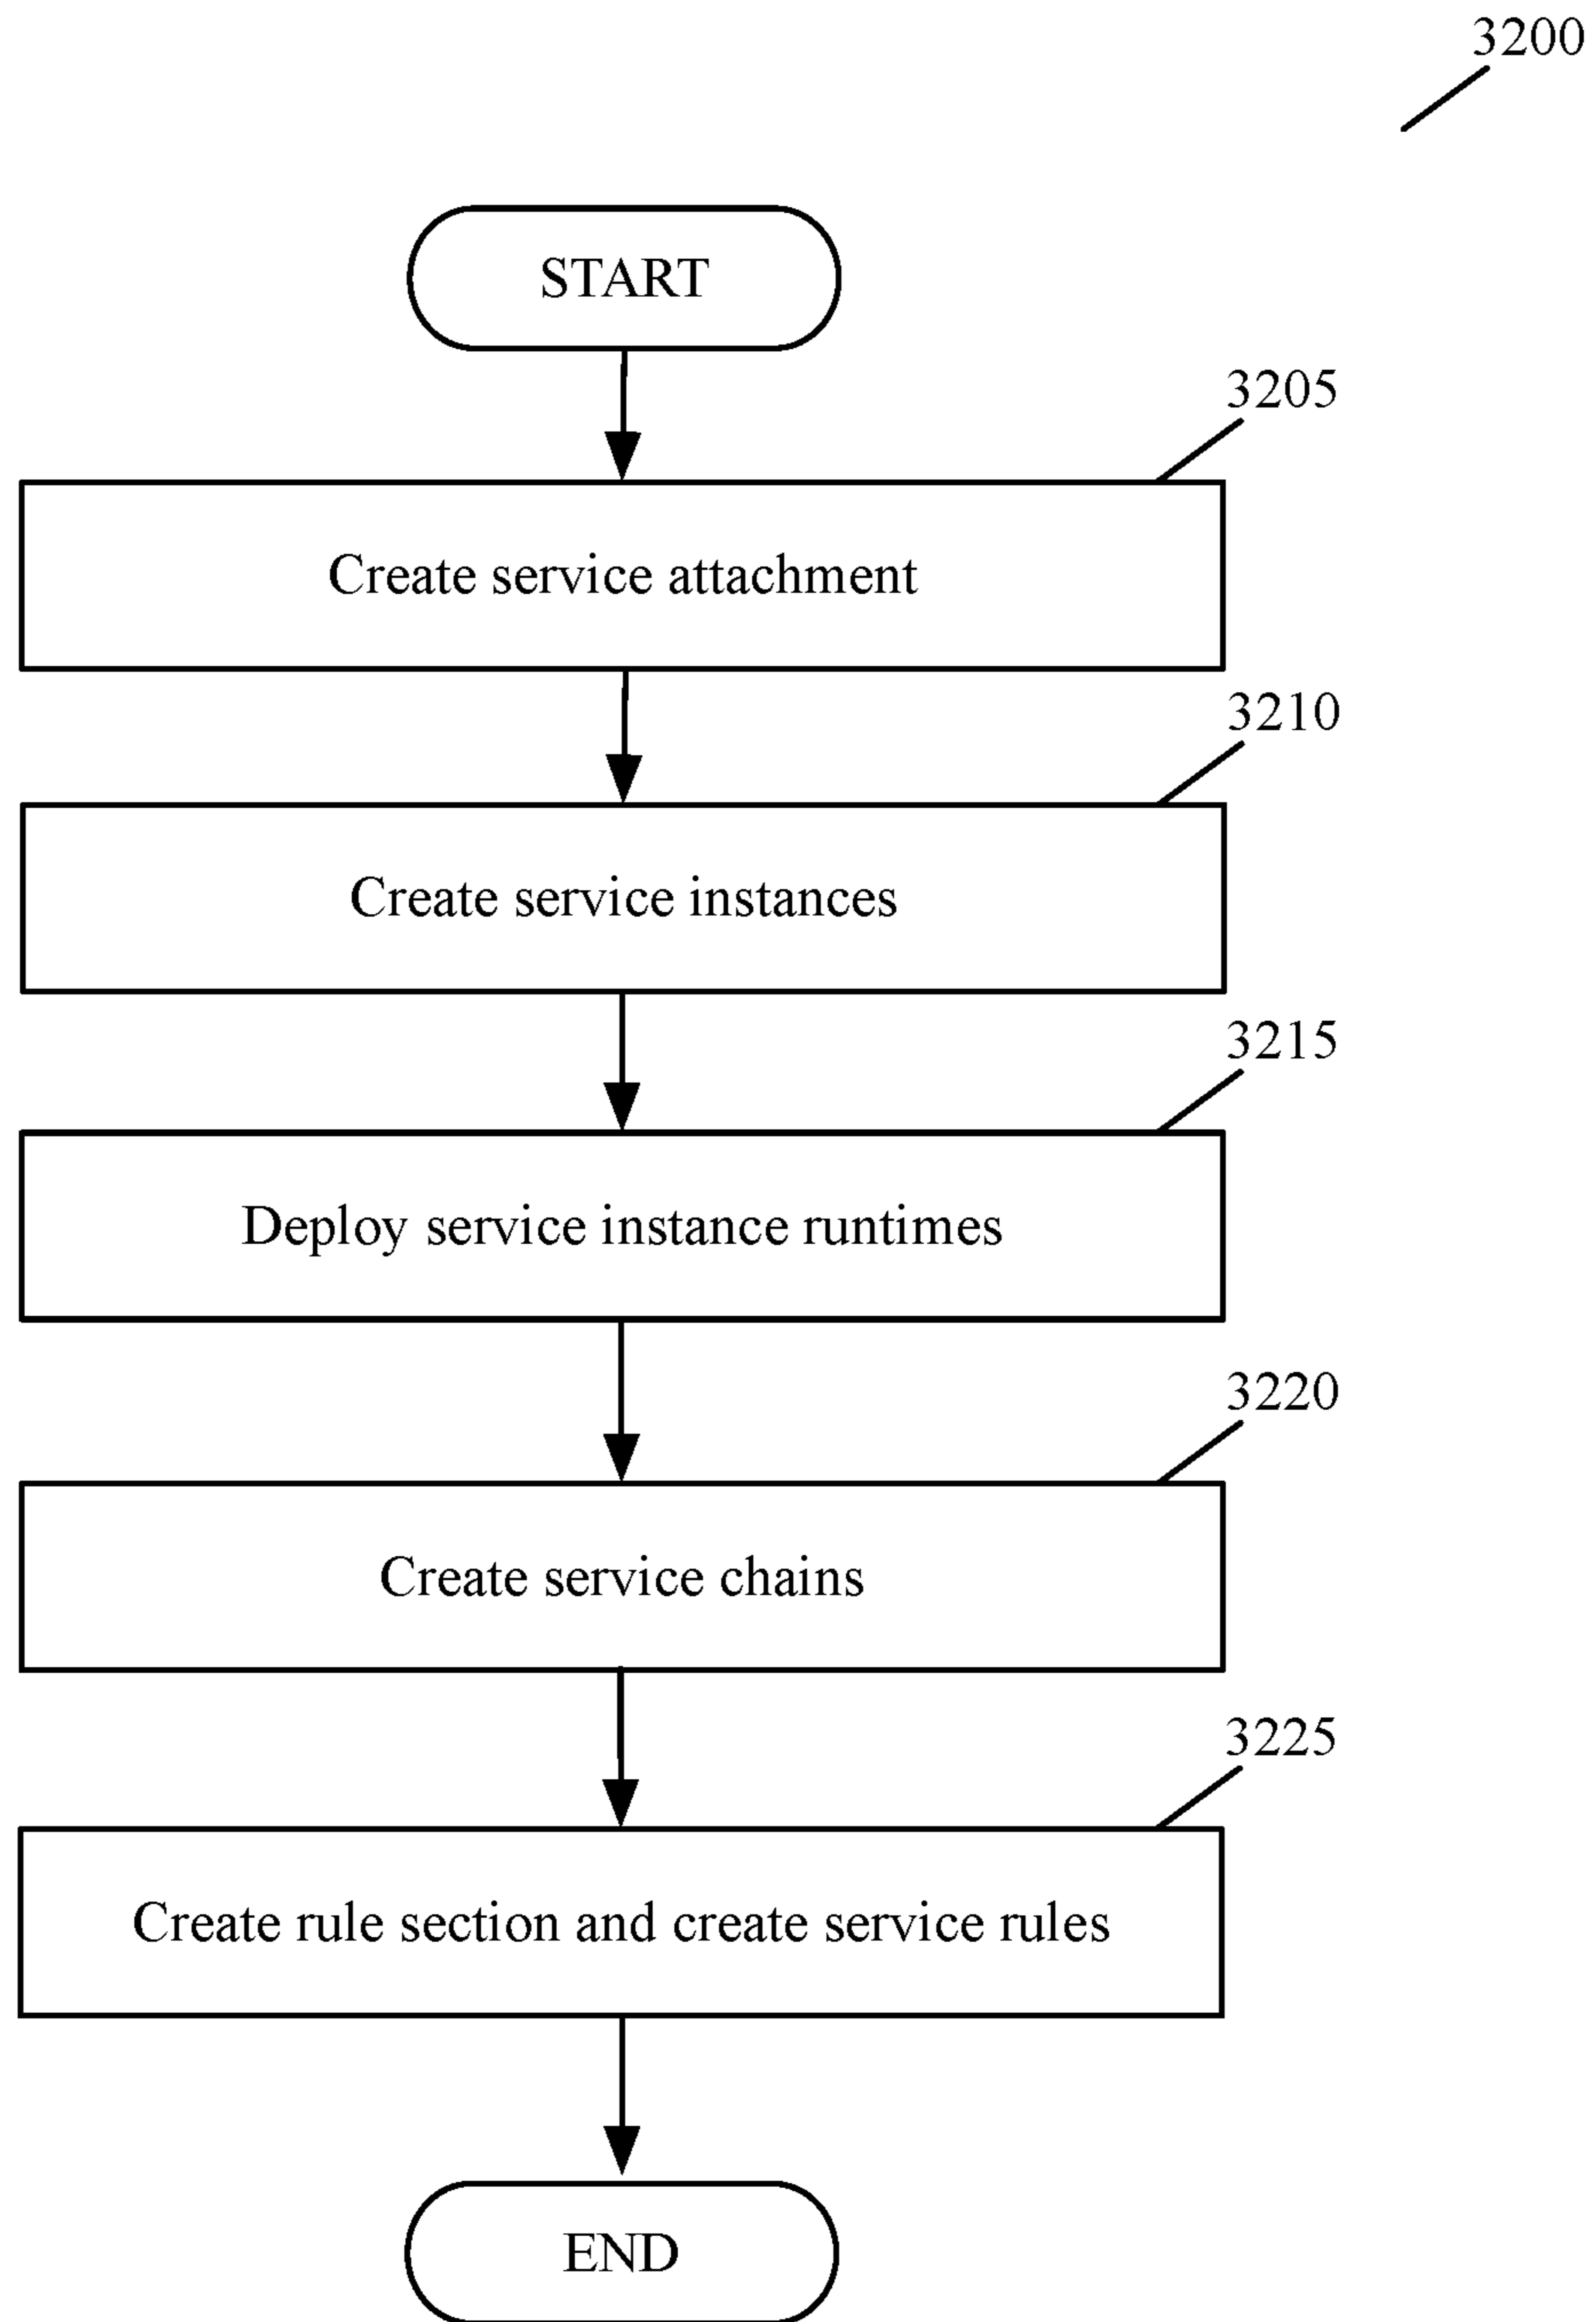 3200
START
3205
Create service attachment
3210
Create service instances
3215
Deploy service instance runtimes
3220
Create service chains
3225
Create rule section and create service rules
END